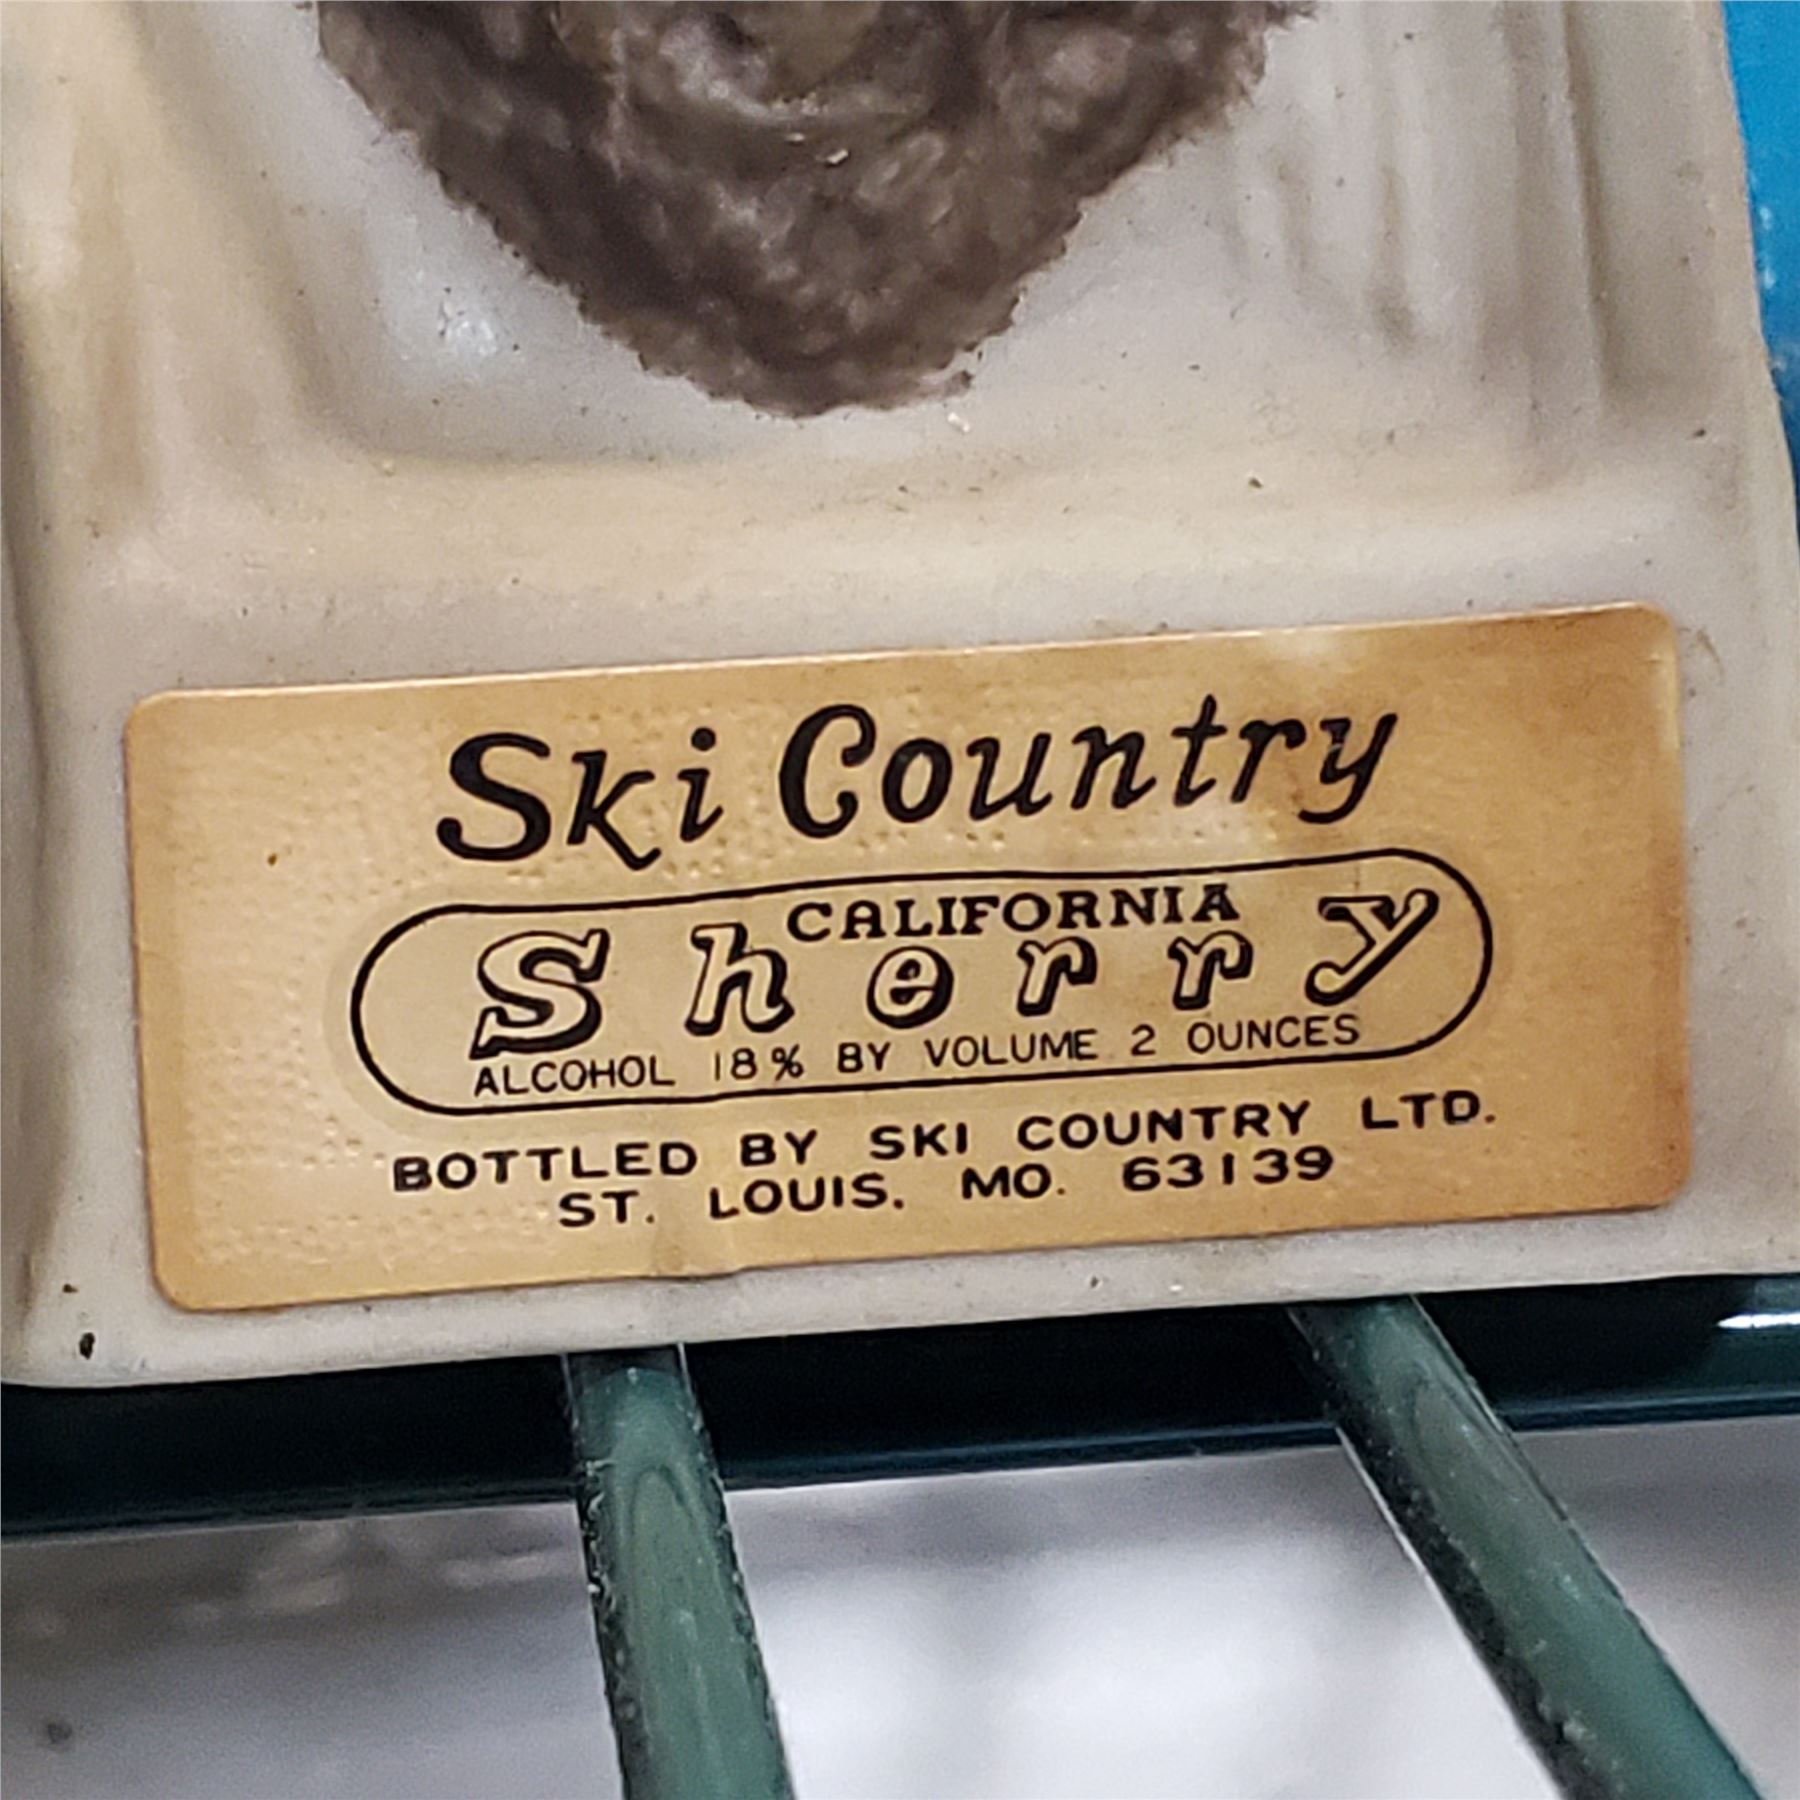 Ski Country
CALIFORNIA
Sherry
ALCOHOL 18% BY VOLUME 2 OUNCES
BOTTLED BY SKI COUNTRY LTD.
ST. LOUIS. MO. 63139